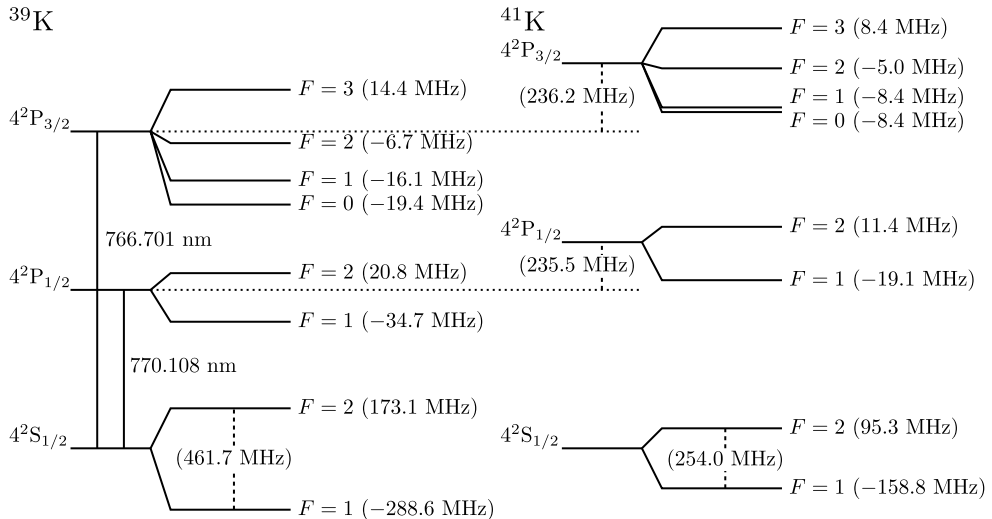 ³⁹K
4²P₃/₂
F = 3 (14.4 MHz)
F = 2 (−6.7 MHz)
F = 1 (−16.1 MHz)
F = 0 (−19.4 MHz)
766.701 nm
4²P₁/₂
F = 2 (20.8 MHz)
F = 1 (−34.7 MHz)
770.108 nm
4²S₁/₂
F = 2 (173.1 MHz)
(461.7 MHz)
F = 1 (−288.6 MHz)
⁴¹K
4²P₃/₂
(236.2 MHz)
F = 3 (8.4 MHz)
F = 2 (−5.0 MHz)
F = 1 (−8.4 MHz)
F = 0 (−8.4 MHz)
4²P₁/₂
(235.5 MHz)
F = 2 (11.4 MHz)
F = 1 (−19.1 MHz)
4²S₁/₂
F = 2 (95.3 MHz)
(254.0 MHz)
F = 1 (−158.8 MHz)